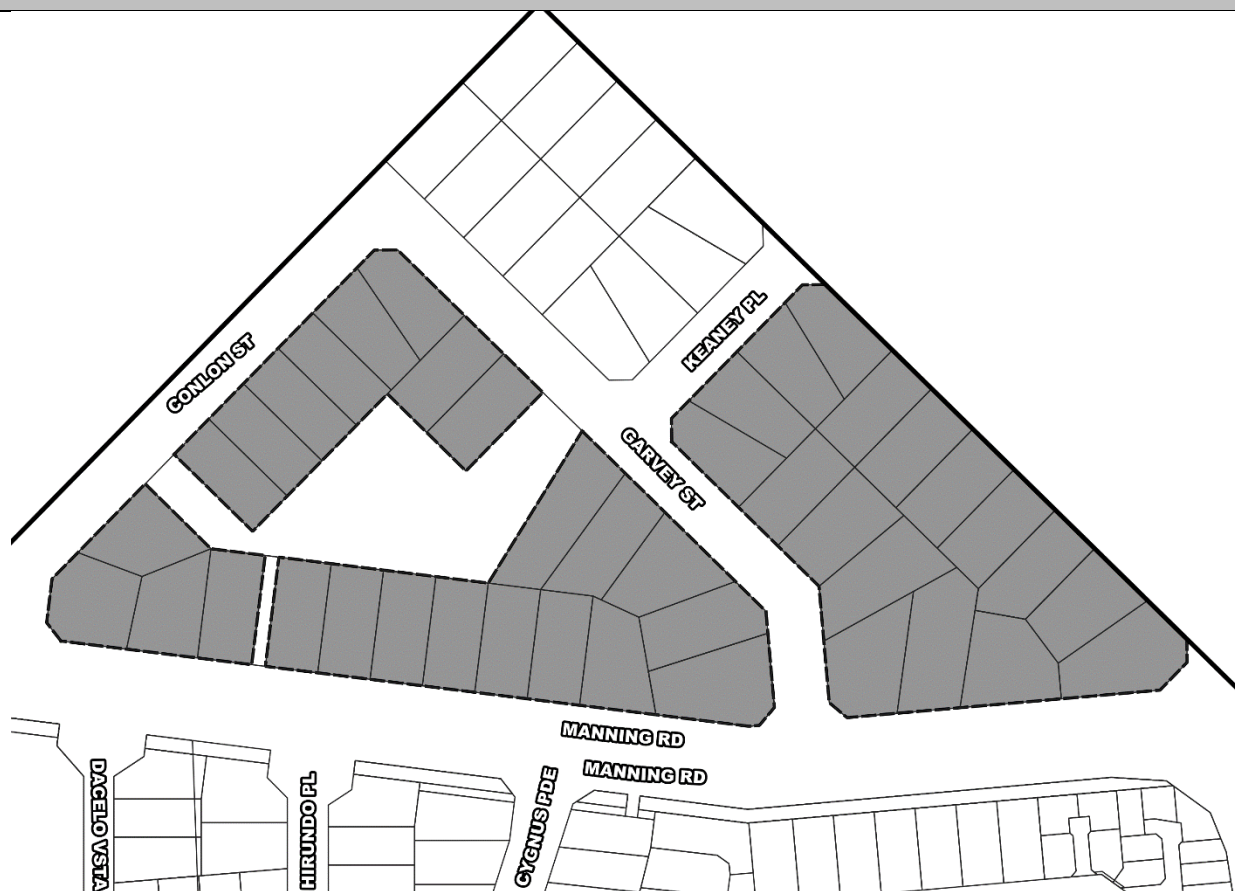 CONLON ST
KEANEY PL
GARVEY ST
MANNING RD
MANNING RD
DACELO VSTA
HIRUNDO PL
CYGNUS PDE